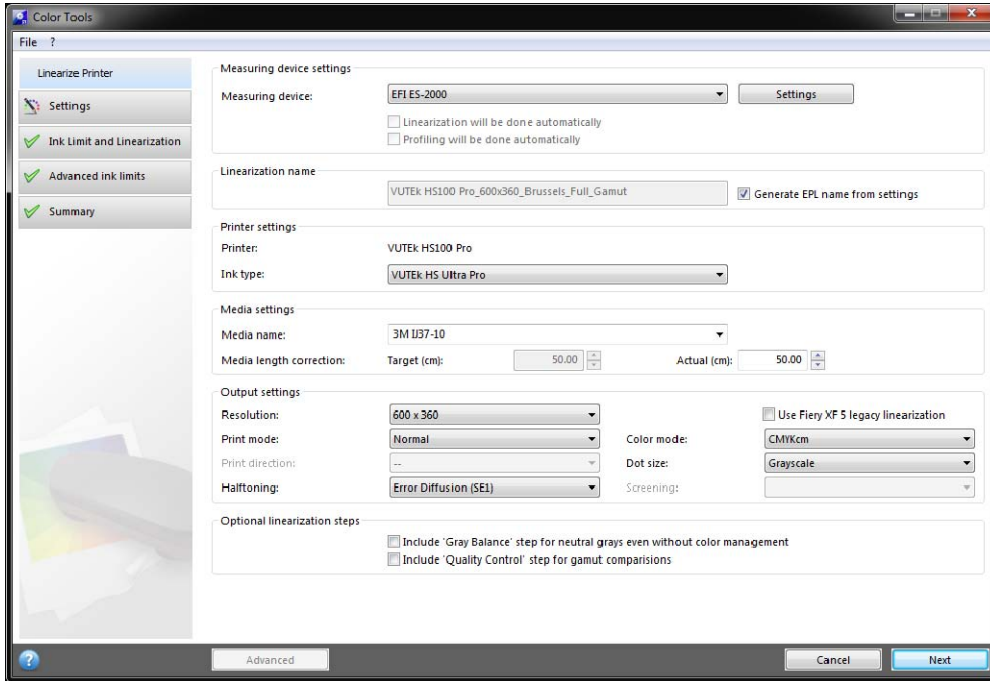 Color Tools
File ?
Linearize Printer
Settings
Ink Limit and Linearization
Advanced ink limits
Summary
Measuring device settings
Measuring device: EFI ES-2000 Settings
Linearization will be done automatically
Profiling will be done automatically
Linearization name
VUTEk HS100 Pro_600x360_Brussels_Full_Gamut Generate EPL name from settings
Printer settings
Printer: VUTEk HS100 Pro
Ink type: VUTEk HS Ultra Pro
Media settings
Media name: 3M IJ37-10
Media length correction: Target (cm): 50.00 Actual (cm): 50.00
Output settings
Resolution: 600 x 360 Use Fiery XF 5 legacy linearization
Print mode: Normal Color mode: CMYKcm
Print direction: -- Dot size: Grayscale
Halftoning: Error Diffusion (SE1) Screening:
Optional linearization steps
Include 'Gray Balance' step for neutral grays even without color management
Include 'Quality Control' step for gamut comparisions
? Advanced Cancel Next